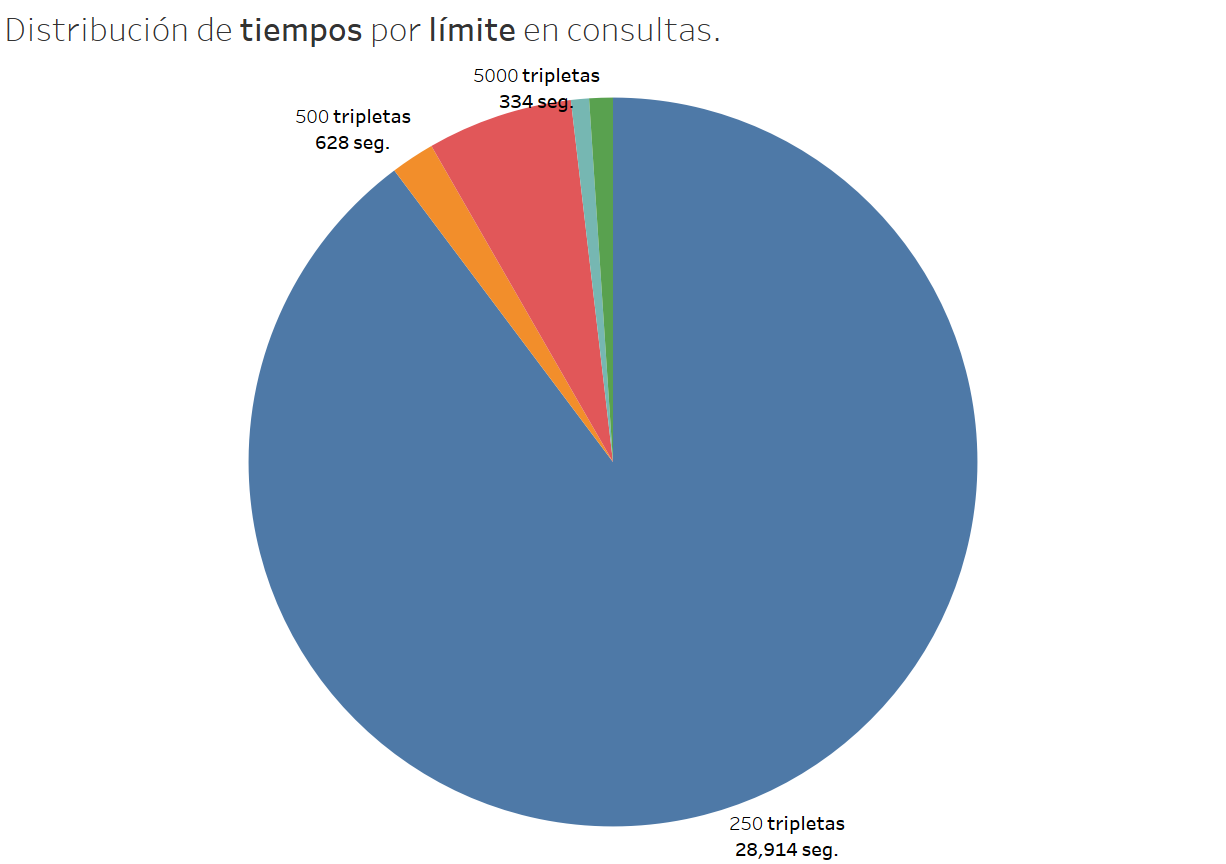 Distribución de tiempos por límite en consultas.
5000 tripletas
334 seg.
500 tripletas
628 seg.
250 tripletas
28,914 seg.